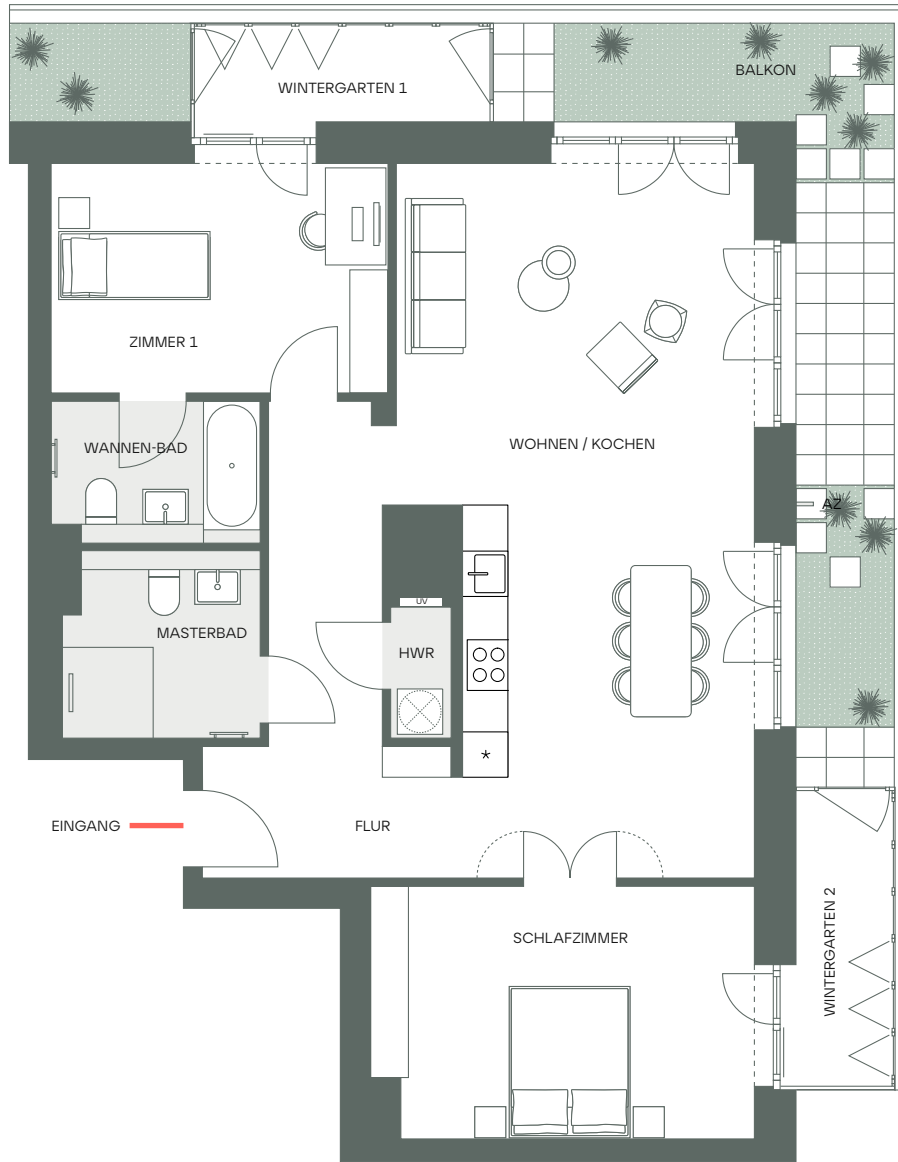 BALKON
WINTERGARTEN 1
ZIMMER 1
WOHNEN / KOCHEN
WANNEN-BAD
AZ
UV
MASTERBAD
HWR
*
EINGANG
FLUR
SCHLAFZIMMER
WINTERGARTEN 2